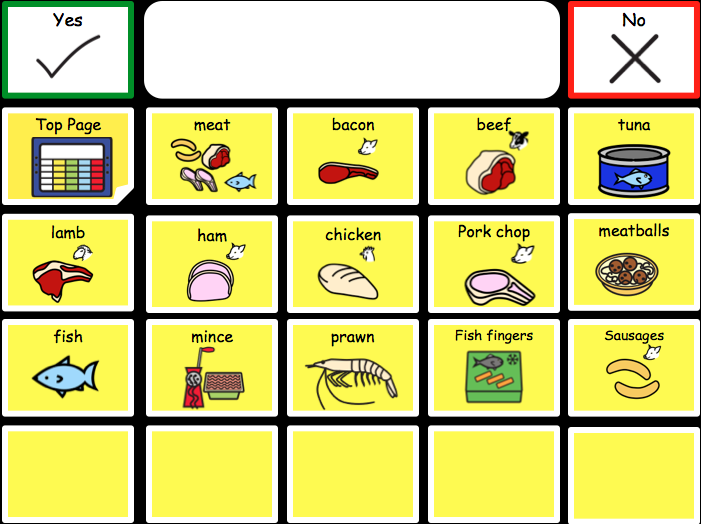 Yes
No
Top Page
meat
bacon
beef
tuna
lamb
ham
chicken
Pork chop
meatballs
fish
mince
prawn
Fish fingers
Sausages